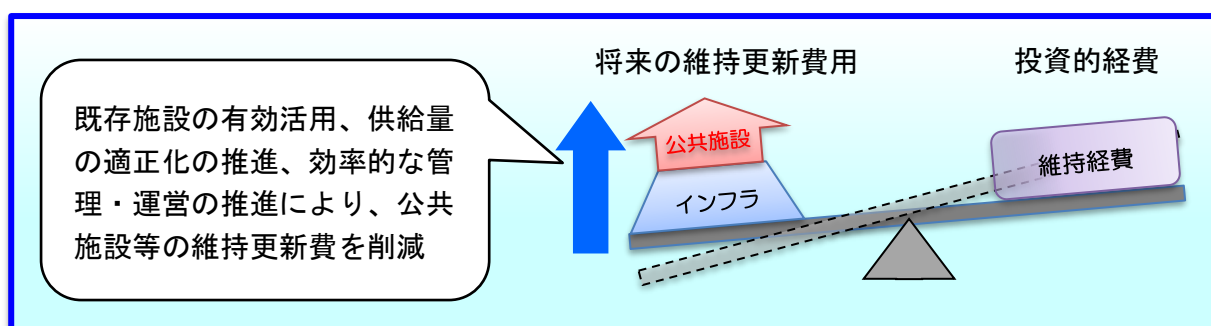 将来の維持更新費用
投資的経費
既存施設の有効活用、供給量
の適正化の推進、効率的な管
理・運営の推進により、公共
施設等の維持更新費を削減
公共施設
インフラ
維持経費